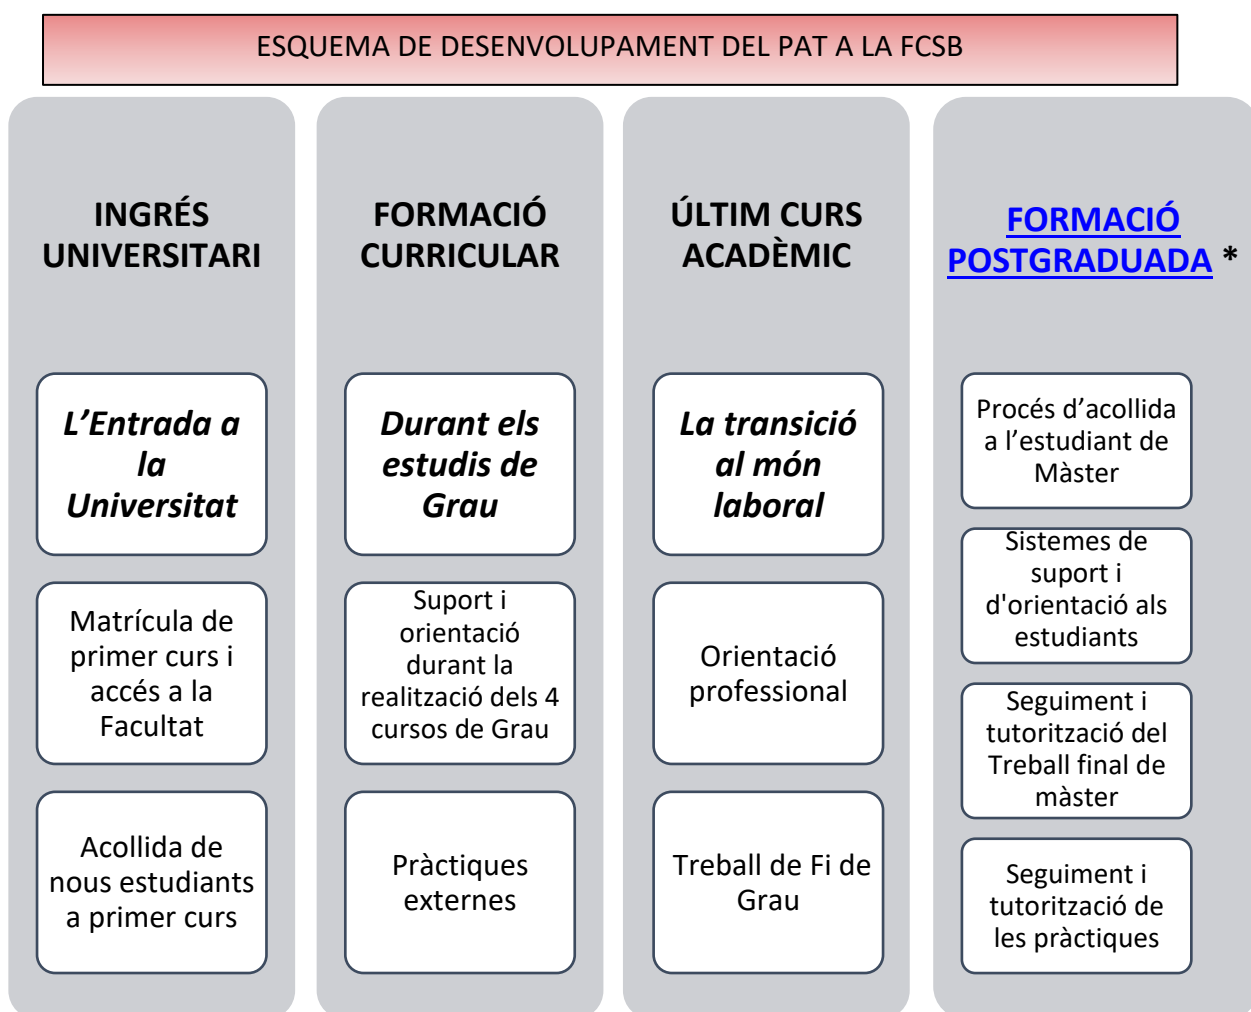 ESQUEMA DE DESENVOLUPAMENT DEL PAT A LA FCSB
INGRÉS
UNIVERSITARI
L’Entrada a
la
Universitat
Matrícula de
primer curs i
accés a la
Facultat
Acollida de
nous estudiants
a primer curs
FORMACIÓ
CURRICULAR
Durant els
estudis de
Grau
Suport i
orientació
durant la
realització dels 4
cursos de Grau
Pràctiques
externes
ÚLTIM CURS
ACADÈMIC
La transició
al món
laboral
Orientació
professional
Treball de Fi de
Grau
FORMACIÓ
POSTGRADUADA *
Procés d’acollida
a l’estudiant de
Màster
Sistemes de
suport i
d'orientació als
estudiants
Seguiment i
tutorització del
Treball final de
màster
Seguiment i
tutorització de
les pràctiques